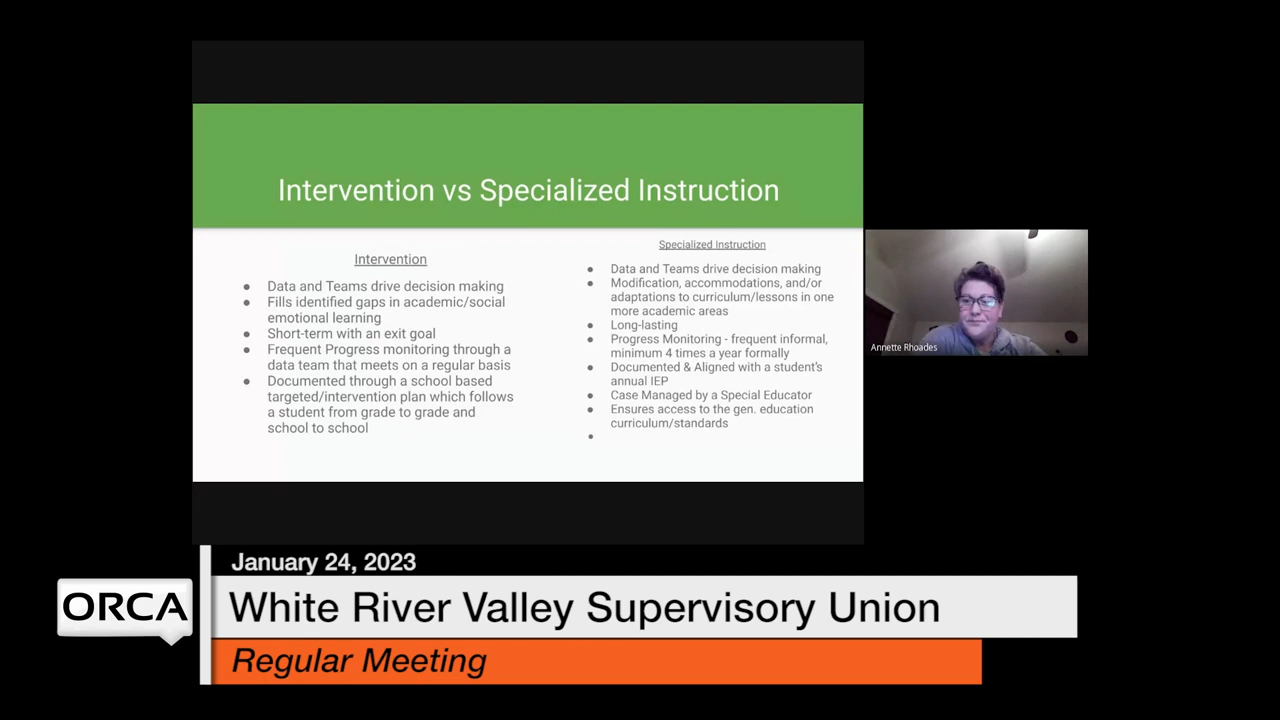 Intervention vs Specialized Instruction
Intervention
● Data and Teams drive decision making
● Fills identified gaps in academic/social
emotional learning
● Short-term with an exit goal
● Frequent Progress monitoring through a
data team that meets on a regular basis
● Documented through a school based
targeted/intervention plan which follows
a student from grade to grade and
school to school
Specialized Instruction
● Data and Teams drive decision making
● Modification, accommodations, and/or
adaptations to curriculum/lessons in one
more academic areas
● Long-lasting
● Progress Monitoring - frequent informal,
minimum 4 times a year formally
● Documented & Aligned with a student's
annual IEP
● Case Managed by a Special Educator
● Ensures access to the gen. education
curriculum/standards
●
Annette Rhoades
January 24, 2023
ORCA
White River Valley Supervisory Union
Regular Meeting